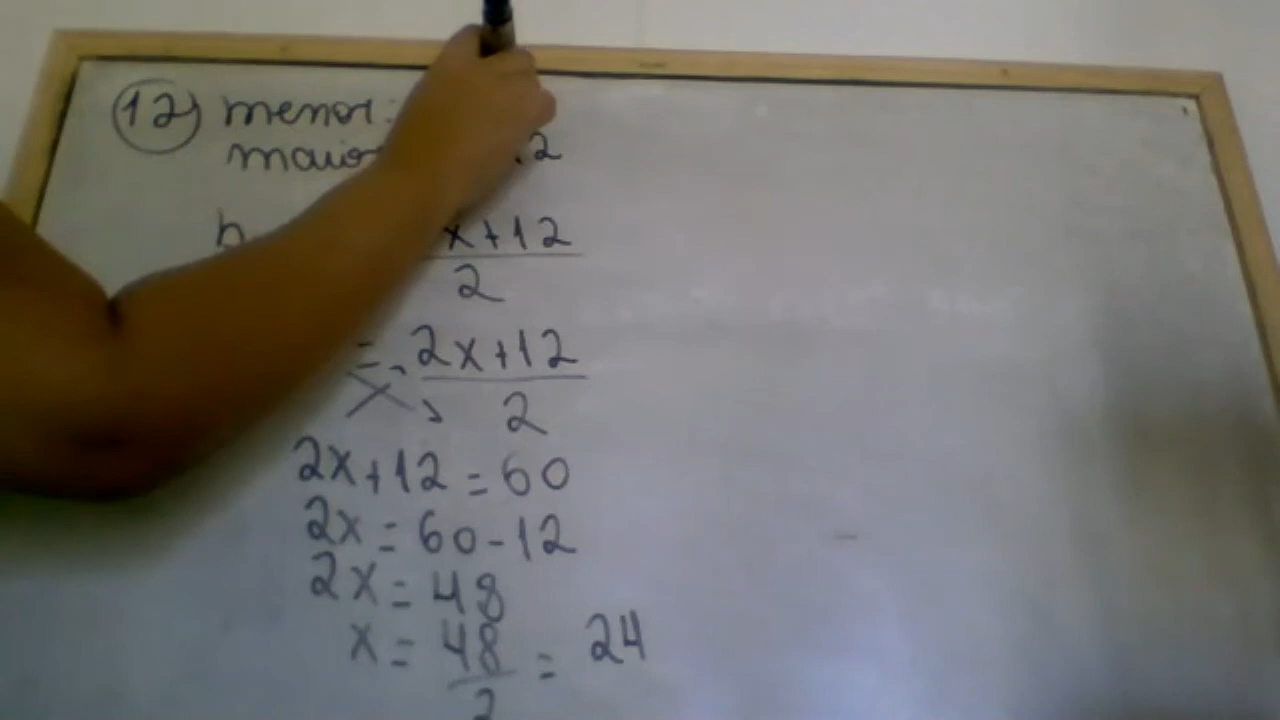 12) menor:
maior .2
b x+12
2
= 2x+12
2
2x+12=60
2x=60-12
2x=48
x=48 = 24
2